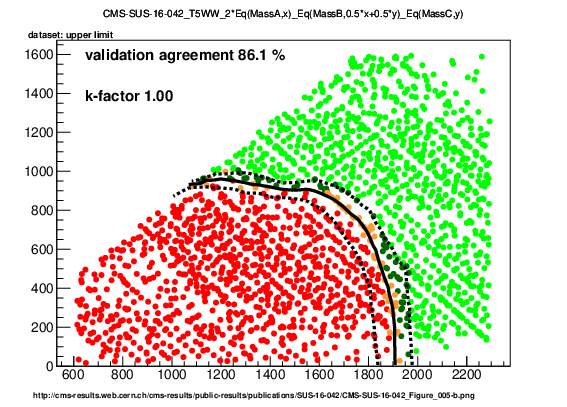 CMS-SUS-16-042_T5WW_2*Eq(MassA,x)_Eq(MassB,0.5*x+0.5*y)_Eq(MassC,y)
dataset: upper limit
validation agreement 86.1 %
k-factor 1.00
1600
1400
1200
1000
800
600
400
200
0
600 800 1000 1200 1400 1600 1800 2000 2200
http://cms-results.web.cern.ch/cms-results/public-results/publications/SUS-16-042/CMS-SUS-16-042_Figure_005-b.png